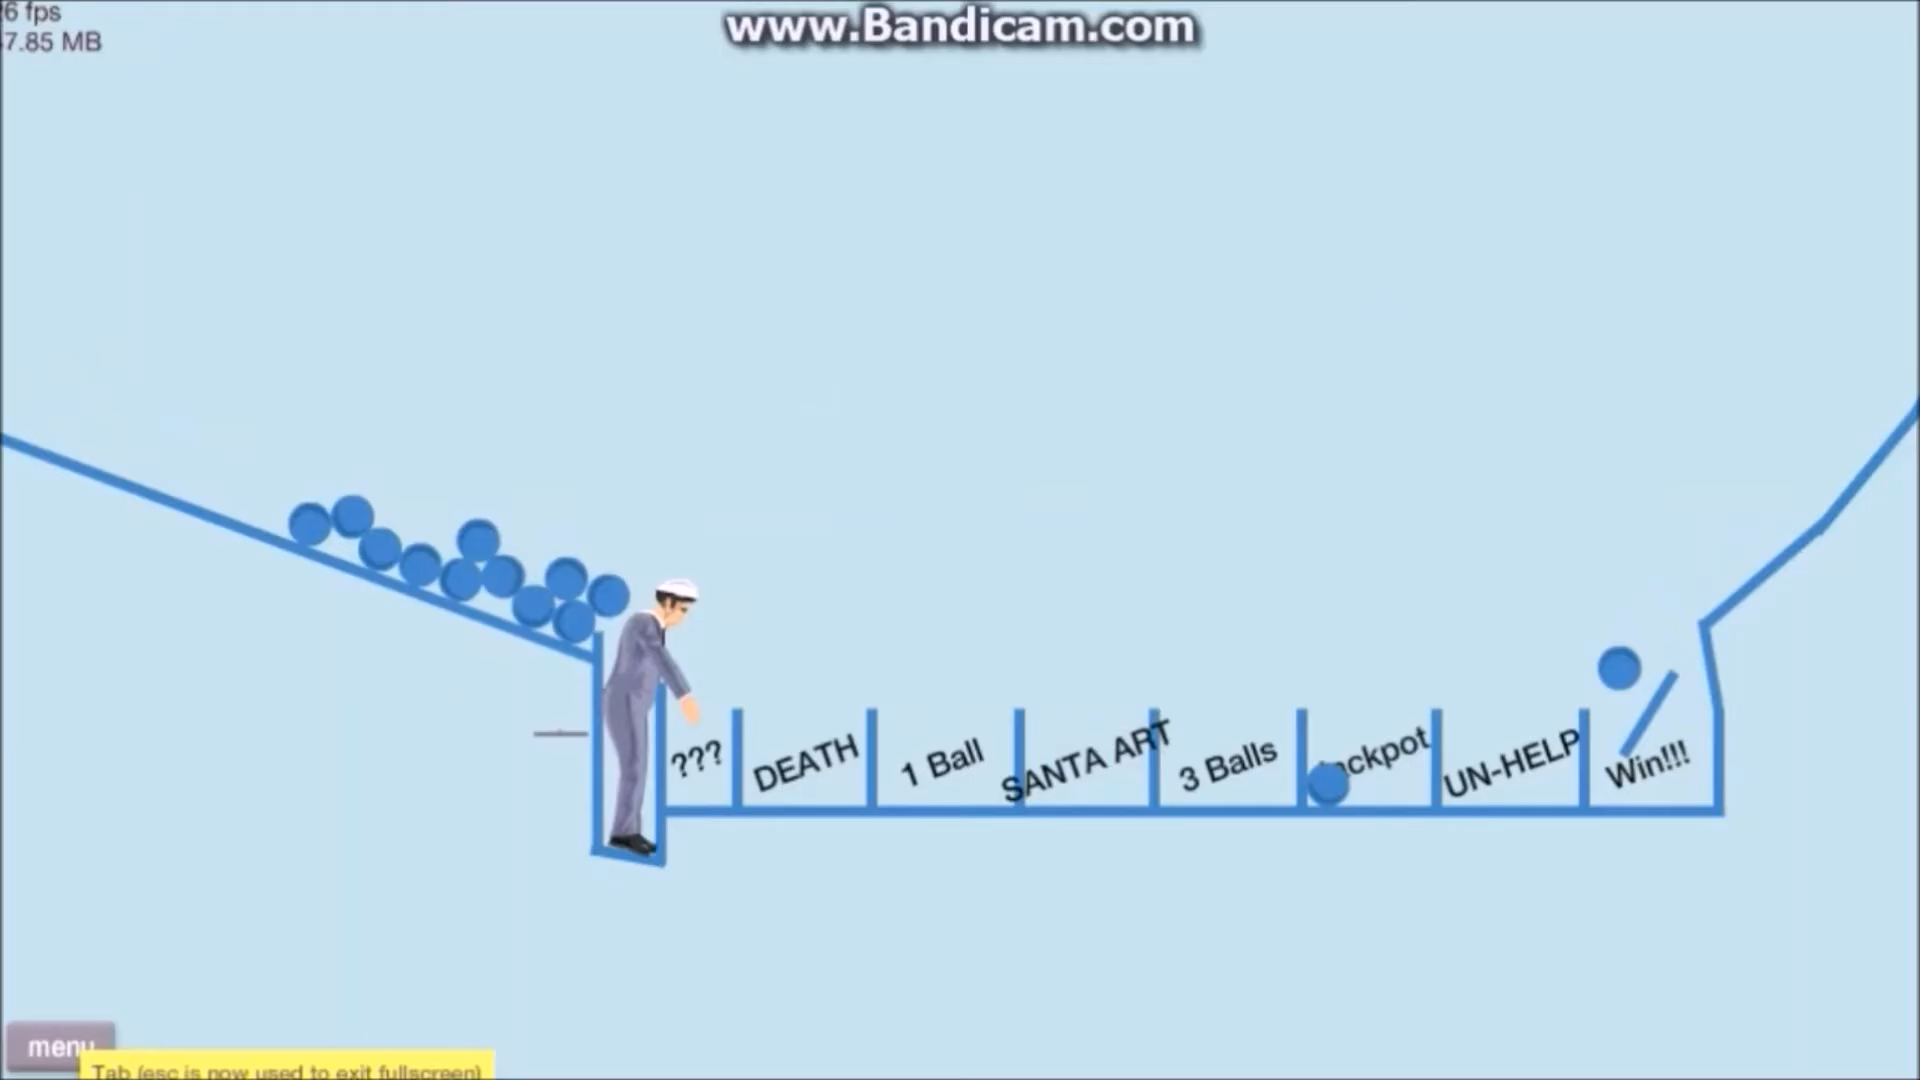 6 fps
7.85 MB
www.Bandicam.com
???
DEATH
1 Ball
SANTA ART
3 Balls
ackpot
UN-HELP
Win!!!
menu
Tab (esc is now used to exit fullscreen)